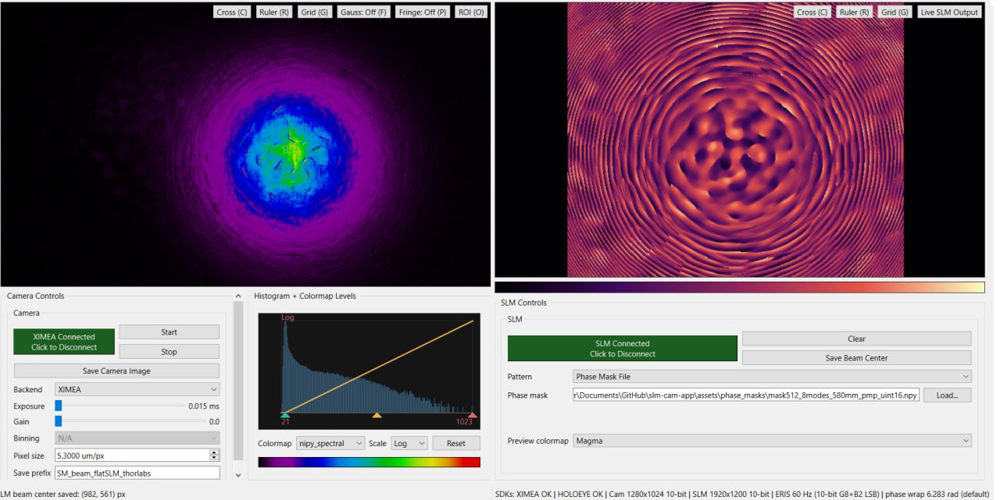 Cross (C) Ruler (R) Grid (G) Gauss: Off (F) Fringe: Off (P) ROI (O)
Cross (C) Ruler (R) Grid (G) Live SLM Output
Camera Controls
Camera
XIMEA Connected
Click to Disconnect
Start
Stop
Save Camera Image
Backend XIMEA
Exposure 0.015 ms
Gain 0.0
Binning N/A
Pixel size 5.3000 um/px
Save prefix SM_beam_flatSLM_thorlabs
Histogram + Colormap Levels
Log
21 1023
Colormap nipy_spectral Scale Log Reset
SLM Controls
SLM
SLM Connected
Click to Disconnect
Clear
Save Beam Center
Pattern Phase Mask File
Phase mask r\Documents\GitHub\slm-cam-app\assets\phase_masks\mask512_8modes_580mm_pmp_uint16.npy Load...
Preview colormap Magma
LM beam center saved: (982, 561) px
SDKs: XIMEA OK | HOLOEYE OK | Cam 1280x1024 10-bit | SLM 1920x1200 10-bit | ERIS 60 Hz (10-bit G8+B2 LSB) | phase wrap 6.283 rad (default)